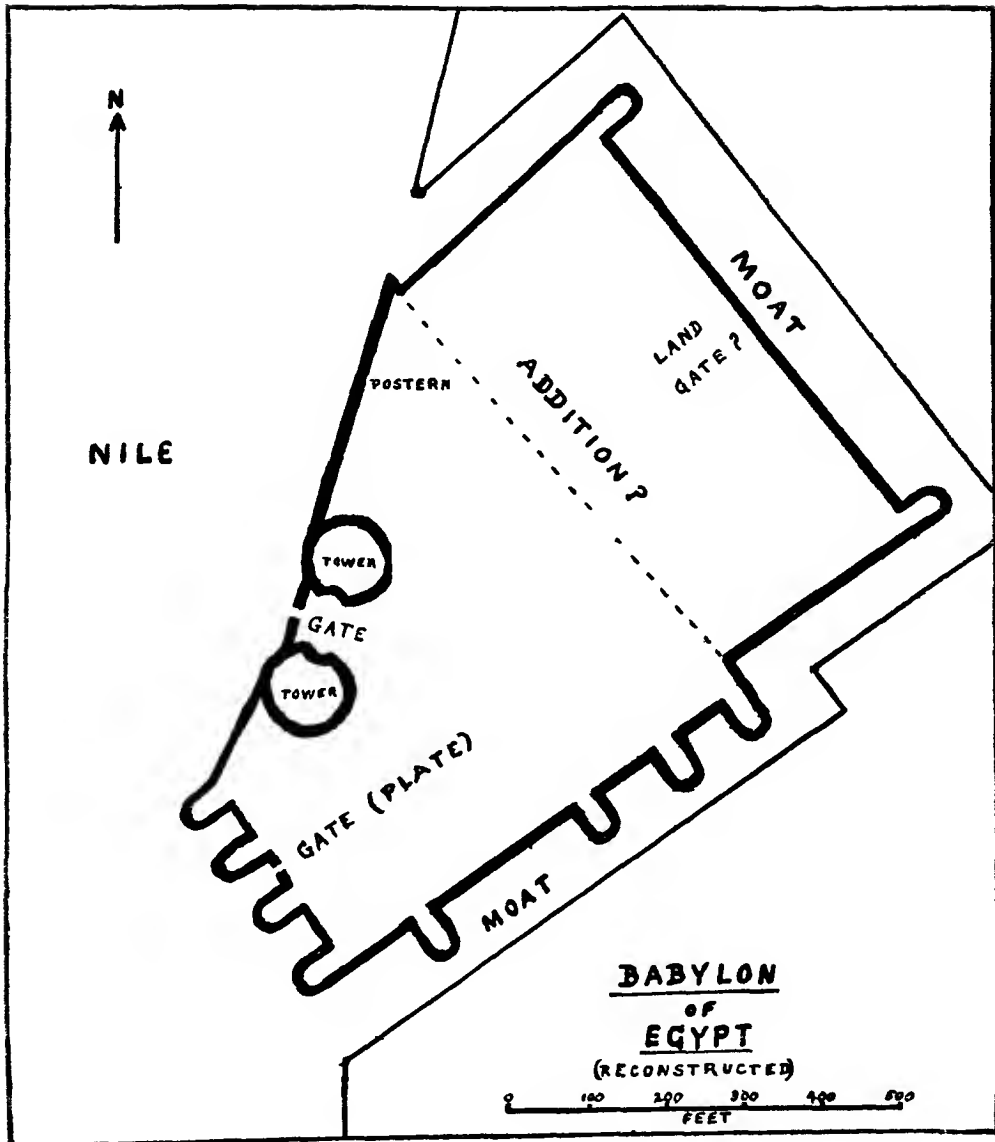 N
MOAT
LAND
GATE?
ADDITION?
POSTERN
NILE
TOWER
GATE
TOWER
GATE (PLATE)
MOAT
BABYLON
OF
EGYPT
(RECONSTRUCTED)
0 100 200 300 400 500
FEET